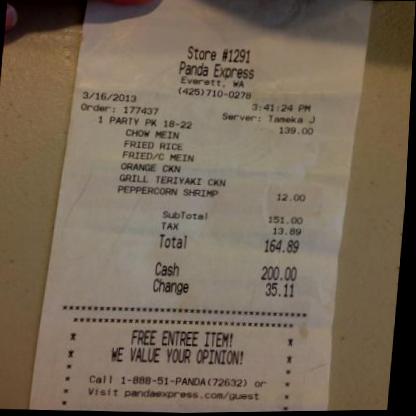 Store #1291
Panda Express
Everett, WA
(425)710-0278
3/16/2013 3:41:24 PM
Order: 177437 Server: Tameka J
1 PARTY PK 18-22 139.00
CHOW MEIN
FRIED RICE
FRIED/C MEIN
ORANGE CKN
GRILL TERIYAKI CKN
PEPPERCORN SHRIMP 12.00
SubTotal 151.00
TAX 13.89
Total 164.89
Cash 200.00
Change 35.11
FREE ENTREE ITEM!
WE VALUE YOUR OPINION!
Call 1-888-51-PANDA(72632) or
Visit pandaexpress.com/guest